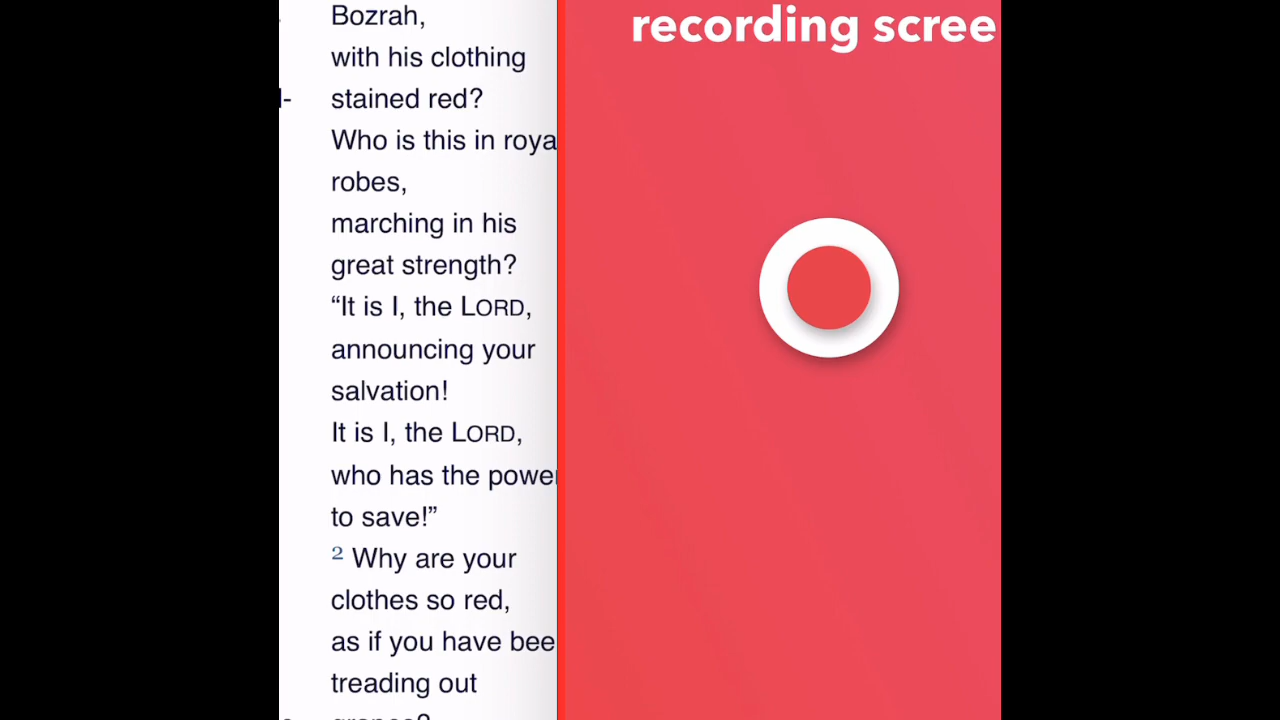 Bozrah,
with his clothing
stained red?
Who is this in roya
robes,
marching in his
great strength?
“It is I, the LORD,
announcing your
salvation!
It is I, the LORD,
who has the power
to save!”
2 Why are your
clothes so red,
as if you have bee
treading out
recording scree